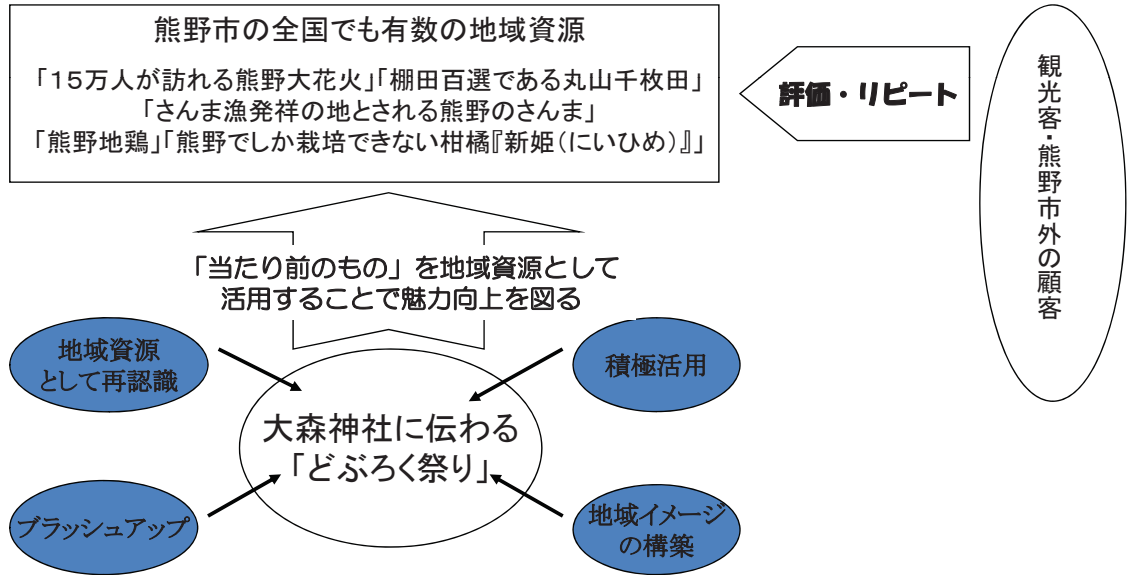 熊野市の全国でも有数の地域資源
「15万人が訪れる熊野大花火」「棚田百選である丸山千枚田」
「さんま漁発祥の地とされる熊野のさんま」
「熊野地鶏」「熊野でしか栽培できない柑橘『新姫(にいひめ)』」
評価・リピート
観光客・熊野市外の顧客
「当たり前のもの」を地域資源として
活用することで魅力向上を図る
地域資源
として再認識
積極活用
大森神社に伝わる
「どぶろく祭り」
ブラッシュアップ
地域イメージ
の構築